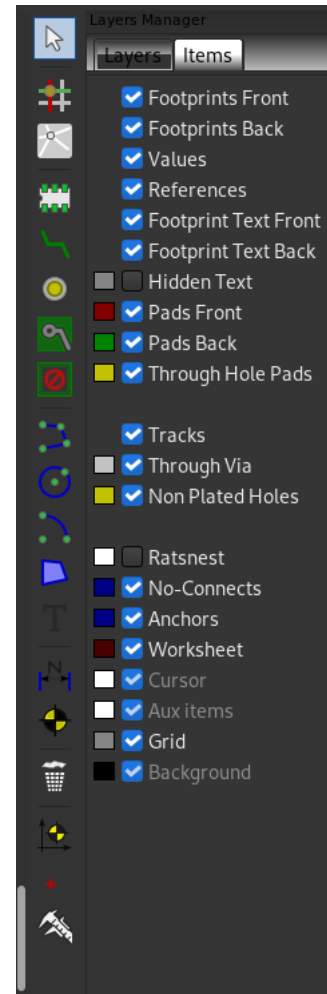 Layers Manager
Layers Items
Footprints Front
Footprints Back
Values
References
Footprint Text Front
Footprint Text Back
Hidden Text
Pads Front
Pads Back
Through Hole Pads
Tracks
Through Via
Non Plated Holes
Ratsnest
No-Connects
Anchors
Worksheet
Cursor
Aux items
Grid
Background
T
N